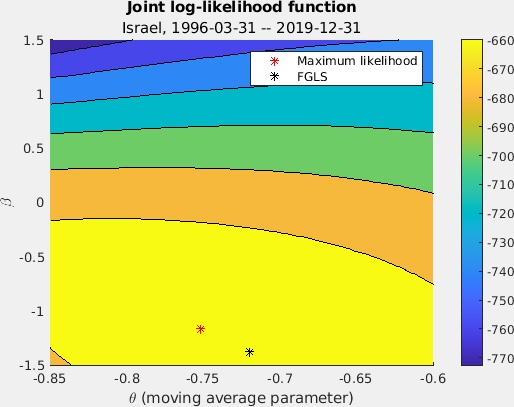 Joint log-likelihood function
Israel, 1996-03-31 -- 2019-12-31
Maximum likelihood
FGLS
1.5
1
0.5
0
-0.5
-1
-1.5
β
-0.85 -0.8 -0.75 -0.7 -0.65 -0.6
θ (moving average parameter)
-660
-670
-680
-690
-700
-710
-720
-730
-740
-750
-760
-770